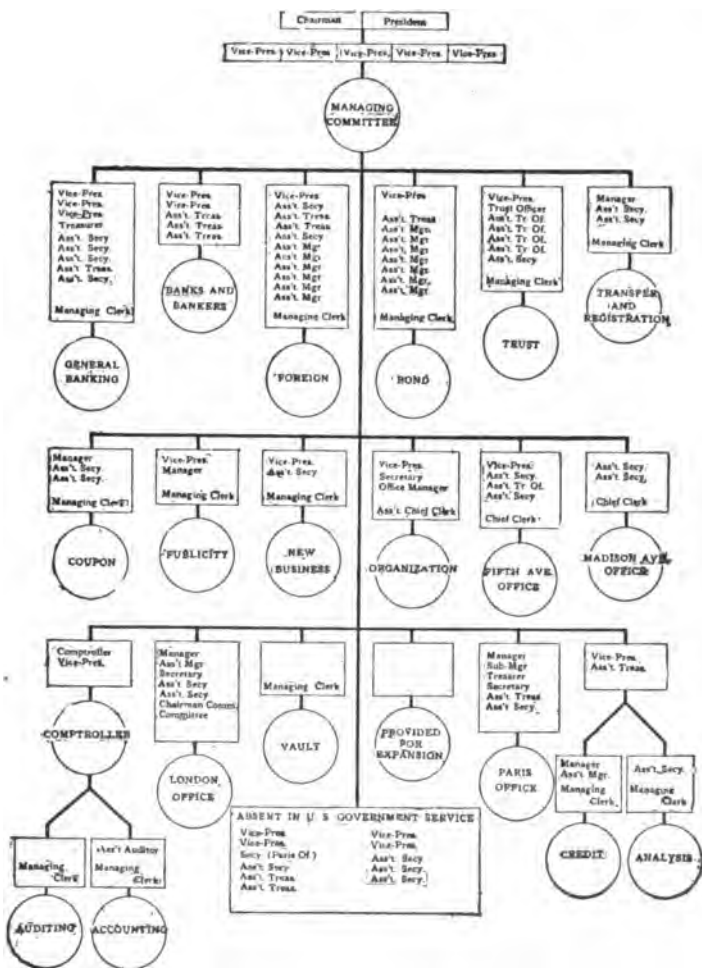 Chairman President
Vice-Pres. Vice-Pres. Vice-Pres. Vice-Pres. Vice-Pres.
MANAGING
COMMITTEE
Vice-Pres.
Vice-Pres.
Vice-Pres.
Treasurer
Ass't. Secy
Ass't. Secy.
Ass't. Secy.
Ass't. Treas.
Ass't. Secy.
Managing Clerk
GENERAL
BANKING
Vice-Pres.
Vice-Pres.
Ass't. Treas.
Ass't. Treas.
Ass't. Treas.
BANKS AND
BANKERS
Vice-Pres.
Ass't Secy
Ass't. Treas.
Ass't. Treas
Ass't. Secy
Ass't. Mgr
Ass't. Mgr
Ass't. Mgr
Ass't. Mgr.
Ass't. Mgr
Managing Clerk
FOREIGN
Vice-Pres
Ass't. Treas
Ass't Mgr.
Ass't. Mgr
Ass't. Mgr
Ass't. Mgr
Ass't. Mgr.
Ass't. Mgr.
Ass't. Mgr.
Managing Clerk
BOND
Vice-Pres.
Trust Officer
Ass't. Tr Of.
Ass't. Tr Of.
Ass't. Tr Of.
Ass't. Tr Of.
Ass't. Secy.
Managing Clerk
TRUST
Manager
Ass't Secy.
Ass't Secy
Managing Clerk
TRANSFER
AND
REGISTRATION
Manager
Ass't. Secy.
Ass't. Secy.
Managing Clerk
COUPON
Vice-Pres.
Manager
Managing Clerk
PUBLICITY
Vice-Pres.
Ass't. Secy.
Managing Clerk
NEW
BUSINESS
Vice-Pres.
Secretary
Office Manager
Ass't. Chief Clerk
ORGANIZATION
Vice-Pres.
Ass't. Secy.
Ass't. Tr Of.
Ass't. Secy
Chief Clerk
FIFTH AVE.
OFFICE
Ass't. Secy.
Ass't. Secy.
Chief Clerk
MADISON AVE.
OFFICE
Comptroller
Vice-Pres.
COMPTROLLER
Managing
Clerk
AUDITING
Ass't Auditor
Managing
Clerk
ACCOUNTING
Manager
Ass't Mgr
Secretary
Ass't Secy
Ass't. Secy
Chairman Comm.
Committee
LONDON
OFFICE
Managing Clerk
VAULT
PROVIDED
FOR
EXPANSION
Manager
Sub-Mgr
Treasurer
Secretary
Ass't. Treas
Ass't Secy.
PARIS
OFFICE
Vice-Pres.
Ass't. Treas.
Manager
Ass't Mgr.
Managing
Clerk
CREDIT
Ass't. Secy.
Managing
Clerk
ANALYSIS
ABSENT IN U. S GOVERNMENT SERVICE
Vice-Pres.
Vice-Pres.
Secy (Paris Of.)
Ass't Secy
Ass't. Treas.
Ass't. Treas.
Vice-Pres.
Vice-Pres.
Ass't. Secy
Ass't. Secy.
Ass't. Secy.